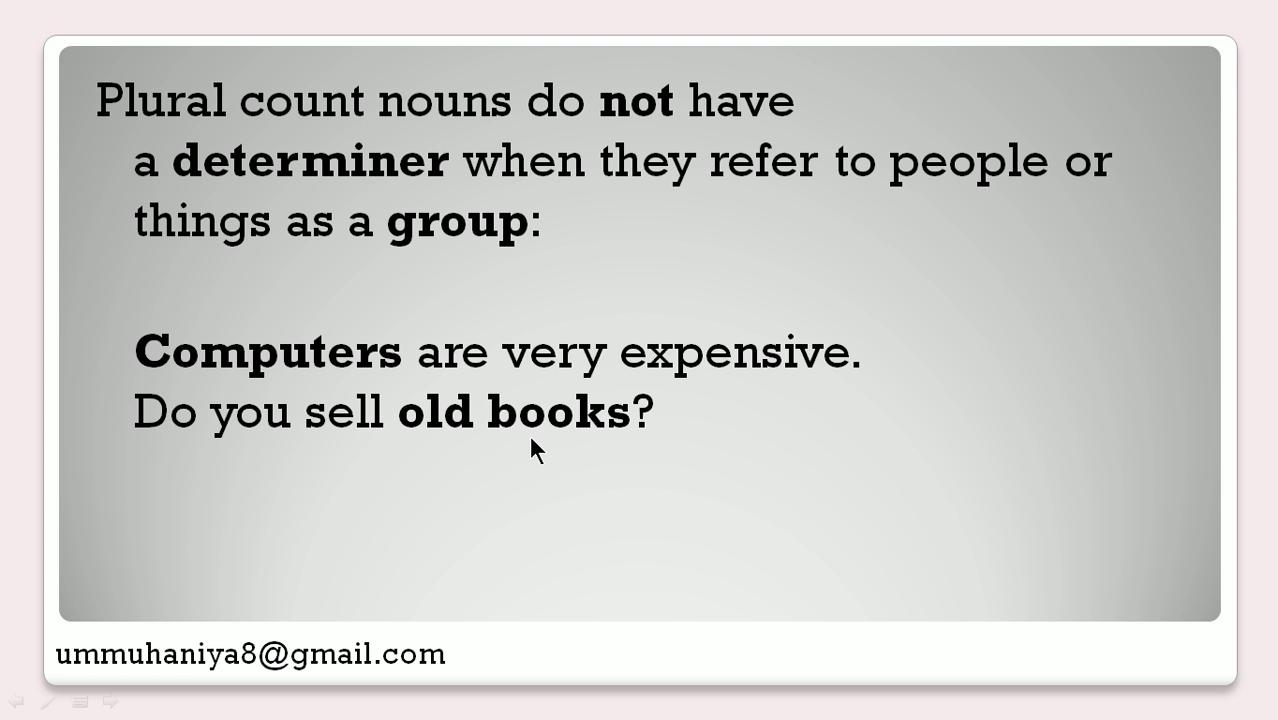 Plural count nouns do not have
a determiner when they refer to people or
things as a group:
Computers are very expensive.
Do you sell old books?
ummuhaniya8@gmail.com